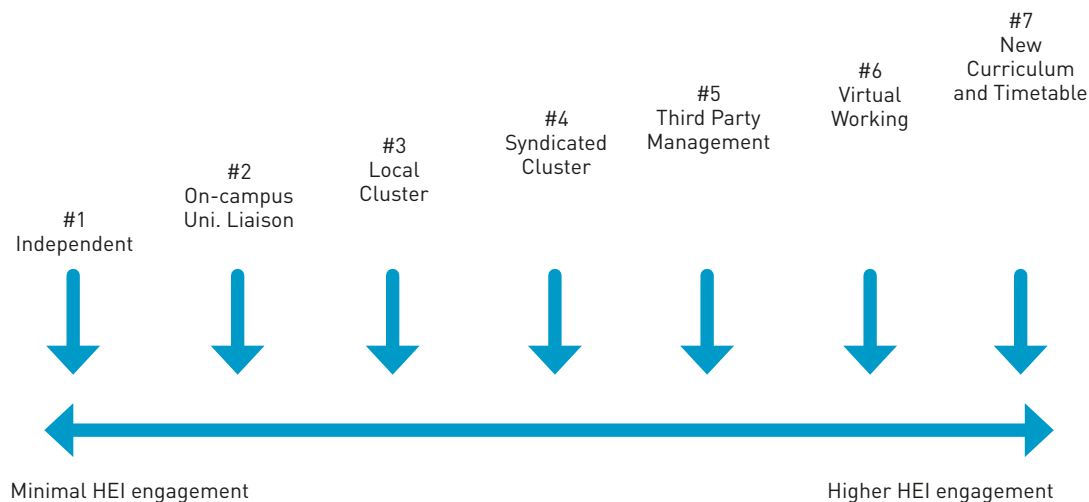 #1
Independent
#2
On-campus
Uni. Liaison
#3
Local
Cluster
#4
Syndicated
Cluster
#5
Third Party
Management
#6
Virtual
Working
#7
New
Curriculum
and Timetable
Minimal HEI engagement
Higher HEI engagement